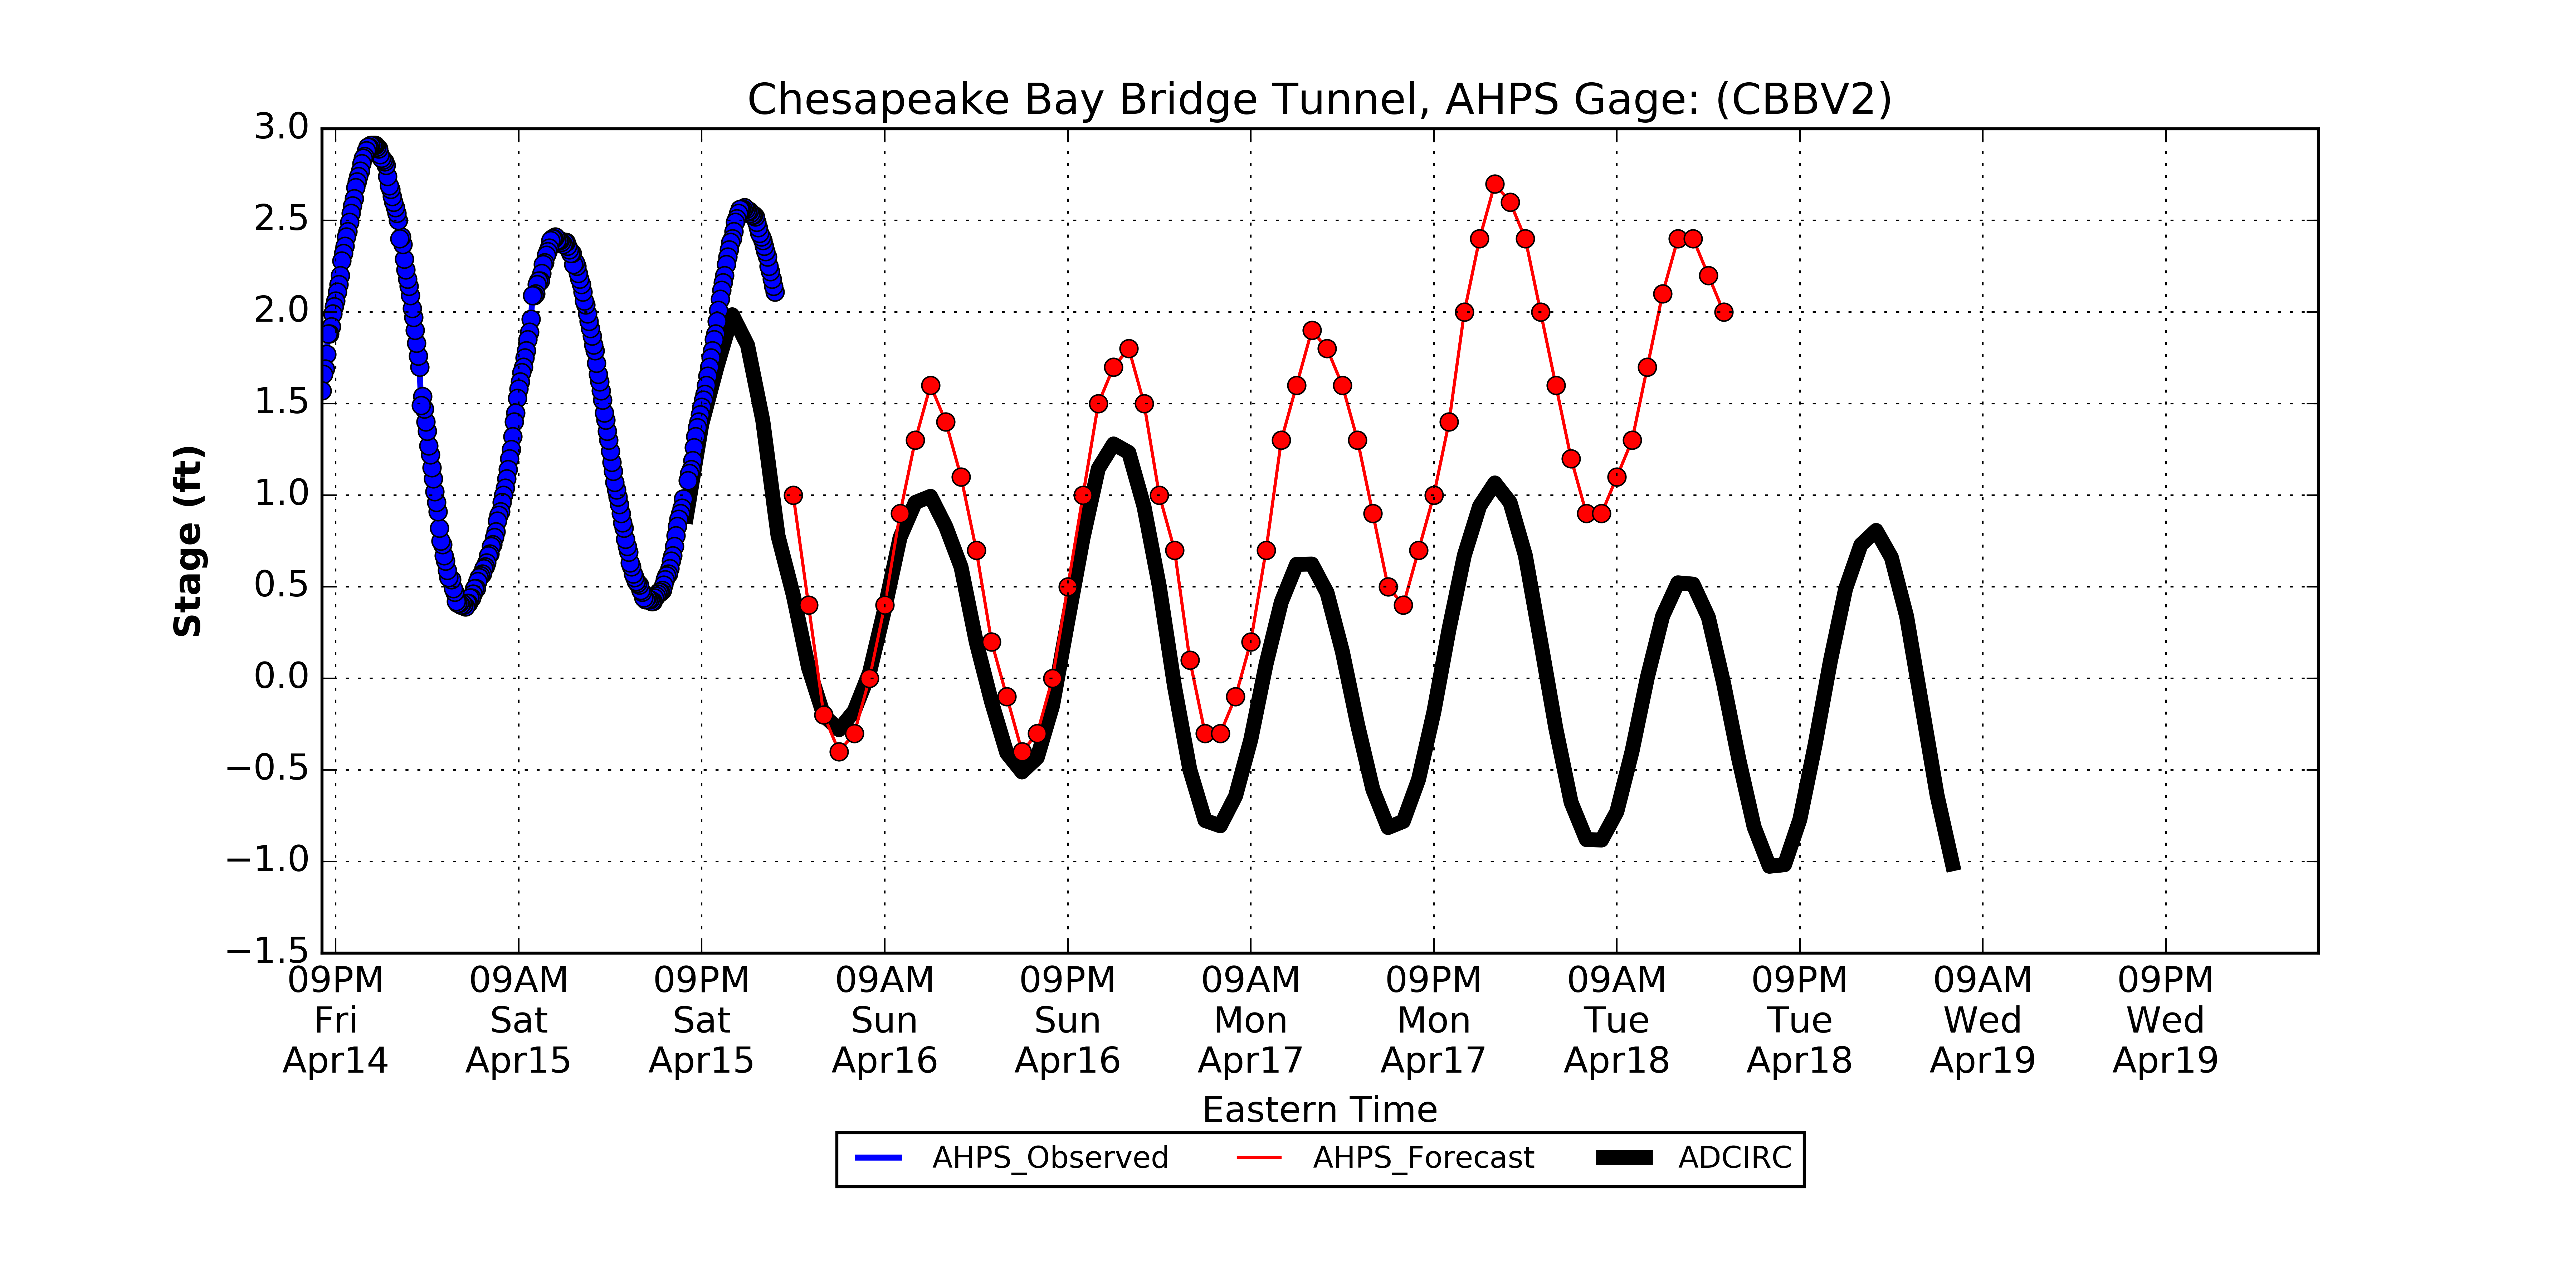 Chesapeake Bay Bridge Tunnel, AHPS Gage: (CBBV2)
3.0
2.5
2.0
1.5
1.0
0.5
0.0
−0.5
−1.0
−1.5
Stage (ft)
09PM 09AM 09PM 09AM 09PM 09AM 09PM 09AM 09PM 09AM 09PM
Fri Sat Sat Sun Sun Mon Mon Tue Tue Wed Wed
Apr14 Apr15 Apr15 Apr16 Apr16 Apr17 Apr17 Apr18 Apr18 Apr19 Apr19
Eastern Time
AHPS_Observed AHPS_Forecast ADCIRC